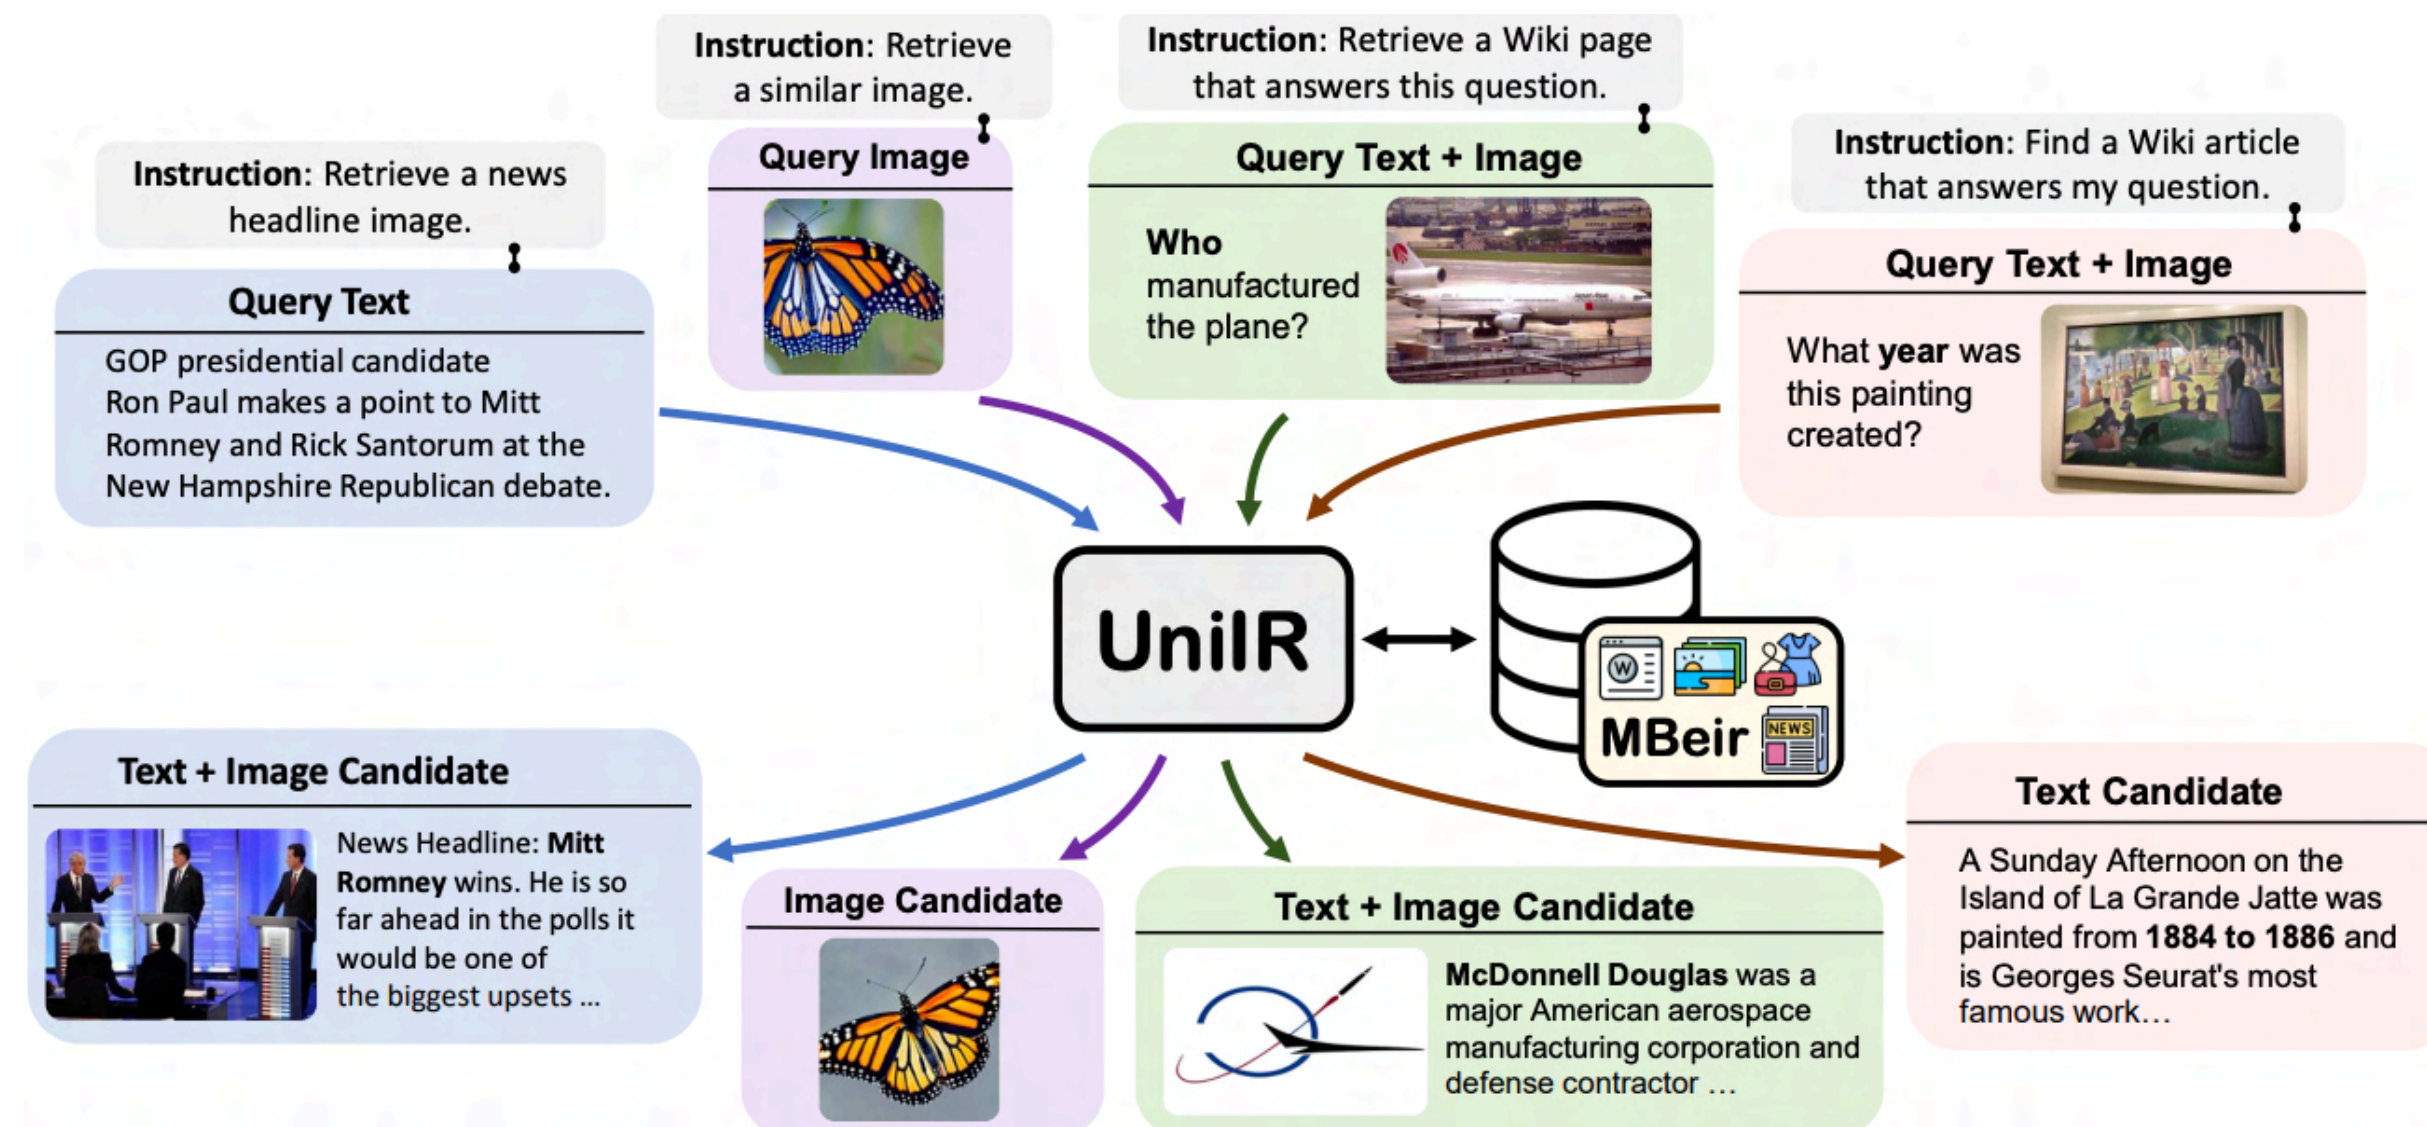 Instruction: Retrieve a news
headline image.
Query Text
GOP presidential candidate
Ron Paul makes a point to Mitt
Romney and Rick Santorum at the
New Hampshire Republican debate.
Instruction: Retrieve
a similar image.
Query Image
Instruction: Retrieve a Wiki page
that answers this question.
Query Text + Image
Who
manufactured
the plane?
Instruction: Find a Wiki article
that answers my question.
Query Text + Image
What year was
this painting
created?
UniIR
W
NEWS
MBeir
Text + Image Candidate
News Headline: Mitt
Romney wins. He is so
far ahead in the polls it
would be one of
the biggest upsets ...
Image Candidate
Text + Image Candidate
McDonnell Douglas was a
major American aerospace
manufacturing corporation and
defense contractor …
Text Candidate
A Sunday Afternoon on the
Island of La Grande Jatte was
painted from 1884 to 1886 and
is Georges Seurat's most
famous work…